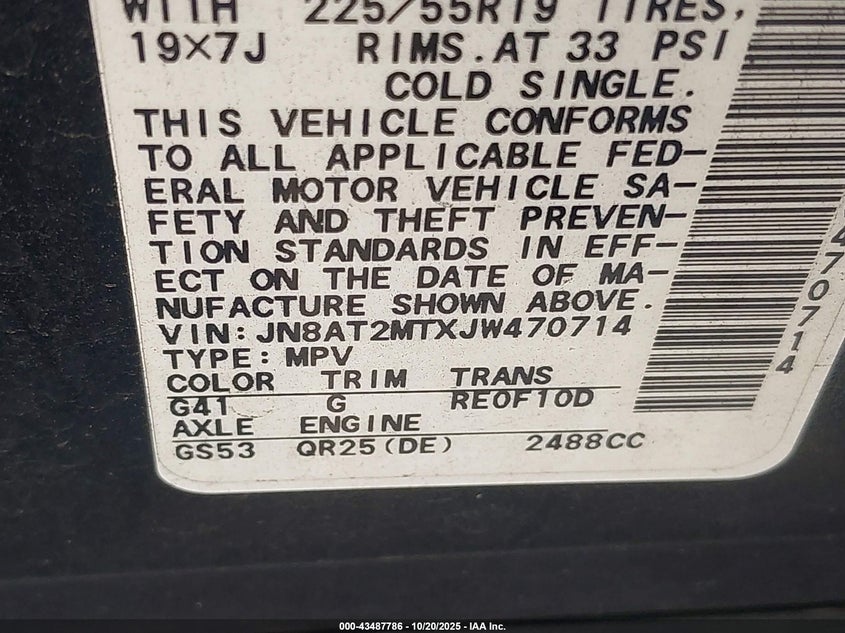 WITH 225/55R19 TIRES,
19×7J RIMS.AT 33 PSI
COLD SINGLE.
THIS VEHICLE CONFORMS
TO ALL APPLICABLE FED-
ERAL MOTOR VEHICLE SA-
FETY AND THEFT PREVEN-
TION STANDARDS IN EFF-
ECT ON THE DATE OF MA-
NUFACTURE SHOWN ABOVE.
VIN:JN8AT2MTXJW470714
TYPE:MPV
COLOR TRIM TRANS
G41 G RE0F10D
AXLE ENGINE
GS53 QR25(DE) 2488CC
470714
000-43487786 - 10/20/2025 - IAA Inc.